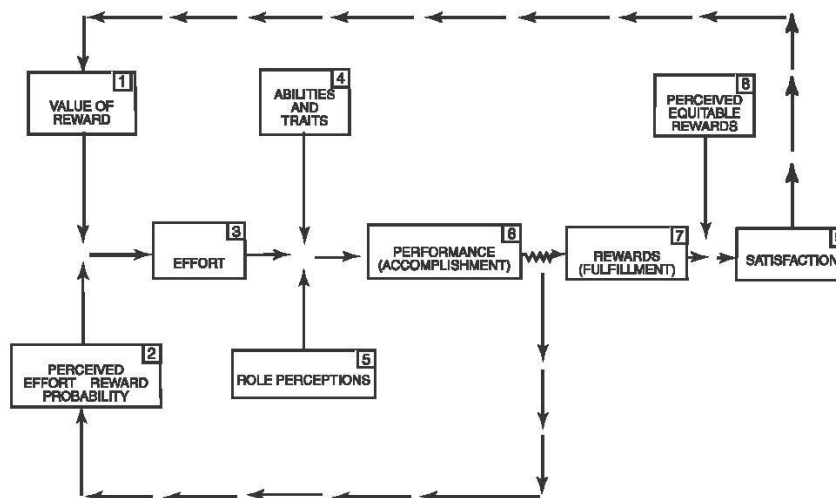 1
VALUE OF
REWARD
4
ABILITIES
AND
TRAITS
8
PERCEIVED
EQUITABLE
REWARDS
3
EFFORT
6
PERFORMANCE
(ACCOMPLISHMENT)
7
REWARDS
(FULFILLMENT)
SATISFACTION
2
PERCEIVED
EFFORT REWARD
PROBABILITY
5
ROLE PERCEPTIONS